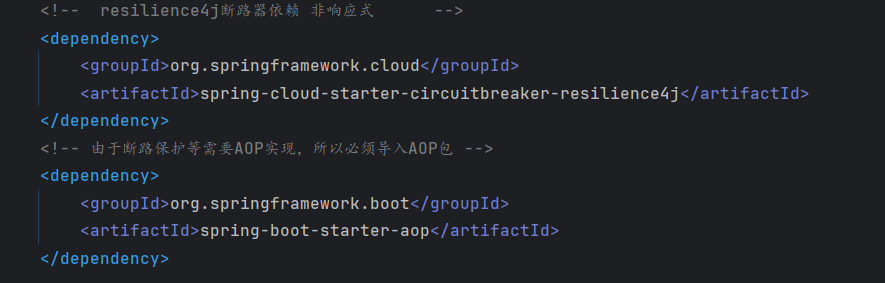 <!--  resilience4j断路器依赖 非响应式      -->
<dependency>
    <groupId>org.springframework.cloud</groupId>
    <artifactId>spring-cloud-starter-circuitbreaker-resilience4j</artifactId>
</dependency>
<!-- 由于断路保护等需要AOP实现，所以必须导入AOP包 -->
<dependency>
    <groupId>org.springframework.boot</groupId>
    <artifactId>spring-boot-starter-aop</artifactId>
</dependency>